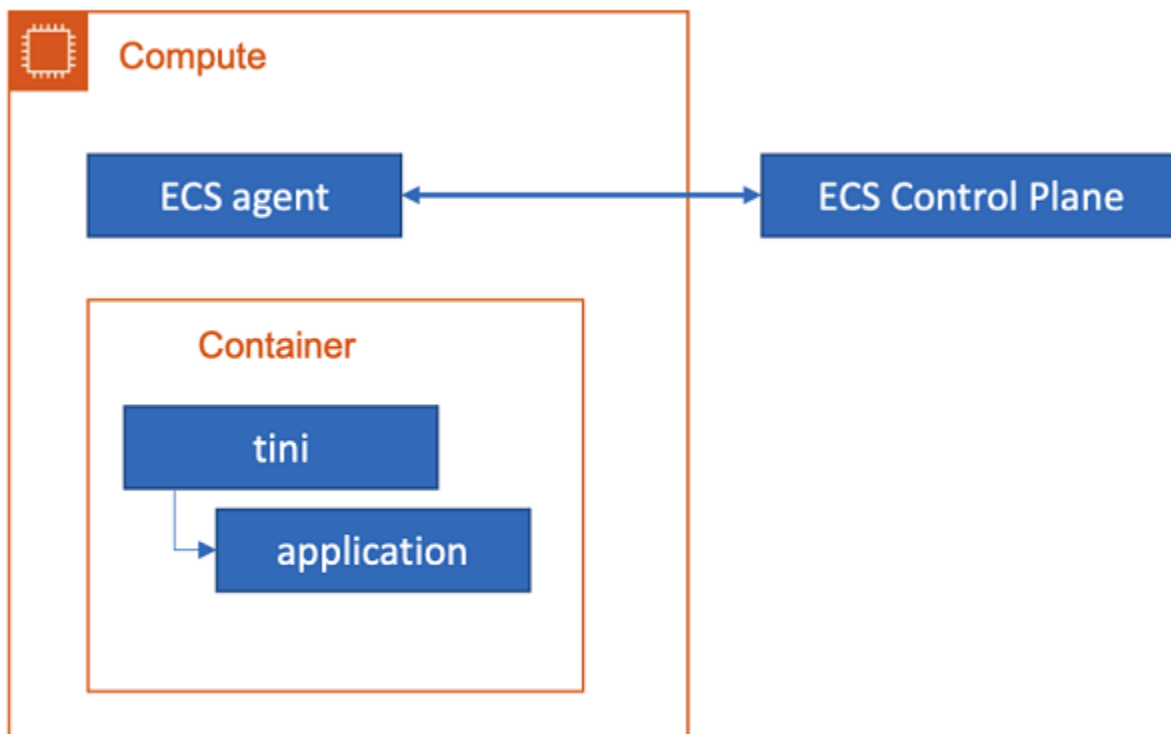 Compute
ECS agent
ECS Control Plane
Container
tini
application